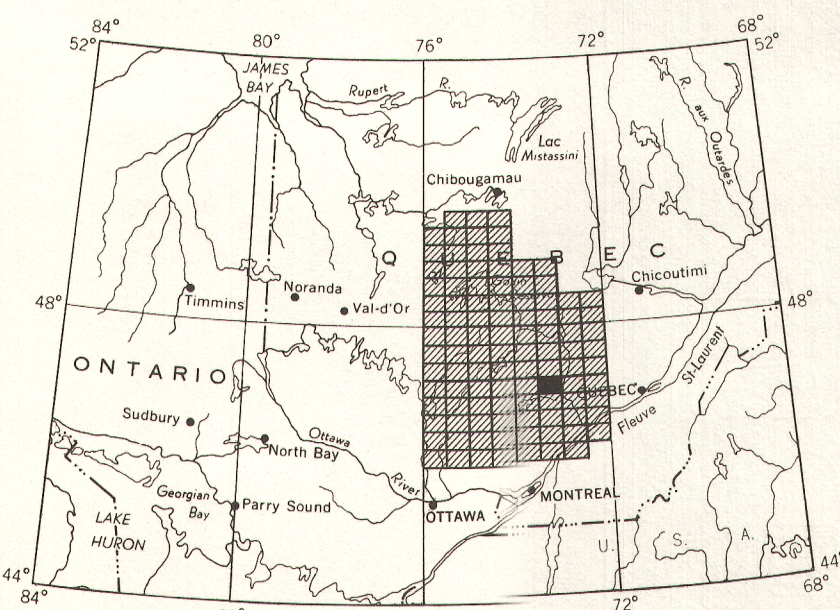 84° 80° 76° 72° 68°
52° 52°
JAMES
BAY
Rupert R.
R. aux Outardes
Lac
Mistassini
Chibougamau
Q U E B E C
Gouin
Chicoutimi
Noranda
Timmins
Val-d'Or
48° 48°
ONTARIO
QUÉBEC
St-Laurent
Fleuve
Sudbury
Ottawa
River
North Bay
Georgian
Bay
Parry Sound
OTTAWA
MONTREAL
LAKE
HURON
U. S. A.
44° 44°
84° 72° 68°